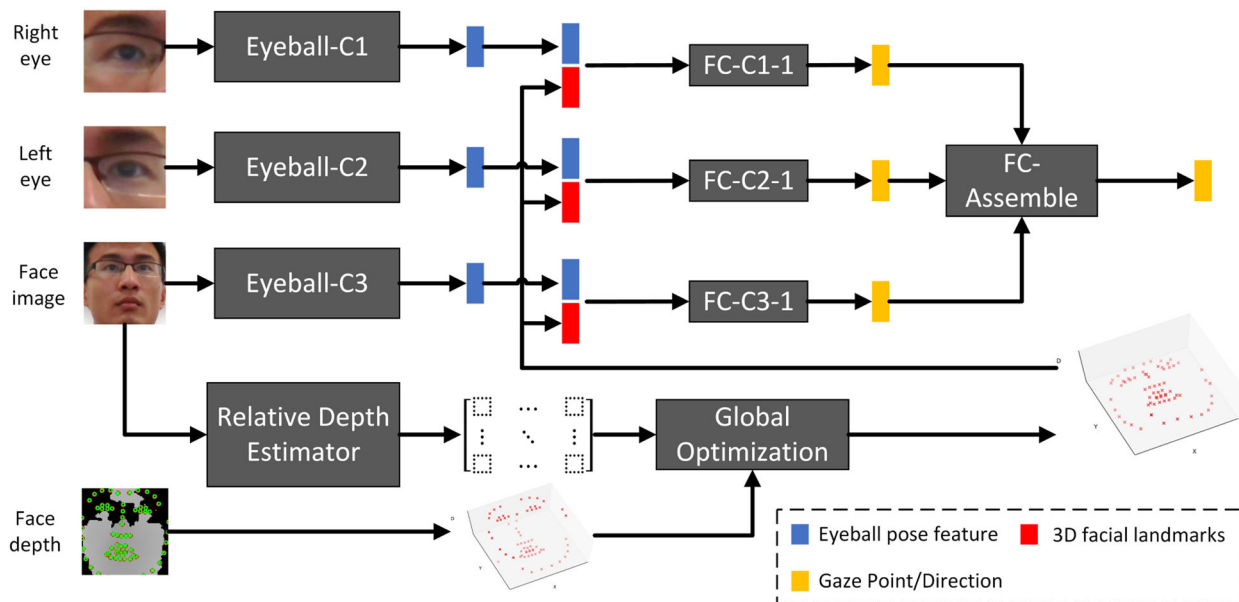 Right
eye
Eyeball-C1
FC-C1-1
Left
eye
Eyeball-C2
FC-C2-1
FC-
Assemble
Face
image
Eyeball-C3
FC-C3-1
D
Y
X
Relative Depth
Estimator
Global
Optimization
Face
depth
D
Y
X
Eyeball pose feature
3D facial landmarks
Gaze Point/Direction